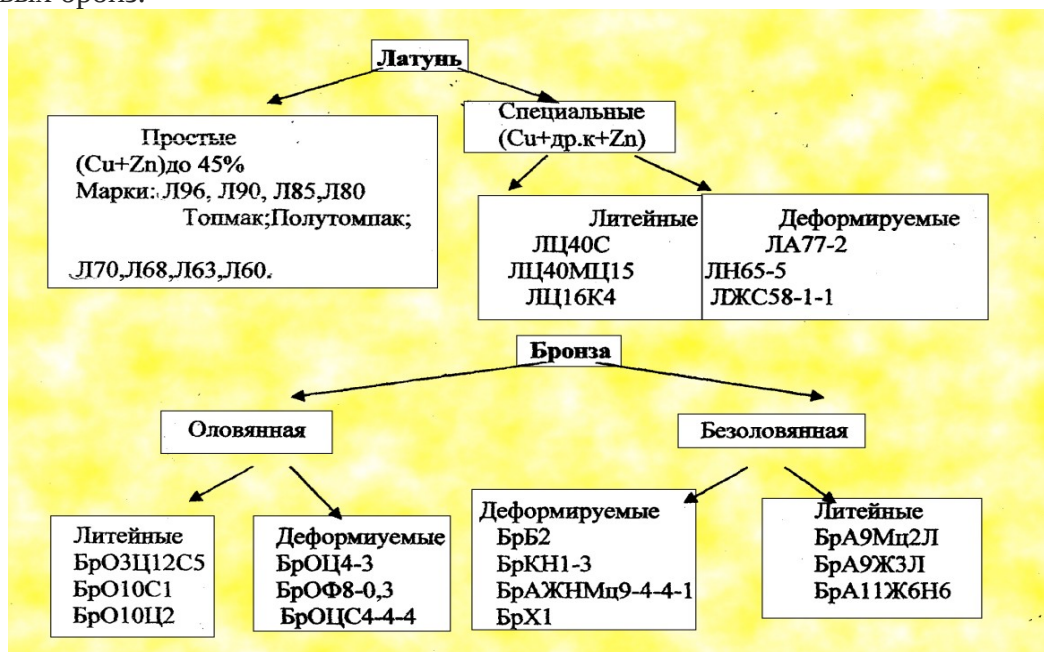 Латунь
Простые
(Cu+Zn)до 45%
Марки: Л96, Л90, Л85,Л80
Топмак;Полутомпак;
Л70,Л68,Л63,Л60.
Специальные
(Cu+др.к+Zn)
Литейные
ЛЦ40С
ЛЦ40МЦ15
ЛЦ16К4
Деформируемые
ЛА77-2
ЛН65-5
ЛЖС58-1-1
Бронза
Оловянная
Безоловянная
Литейные
БрО3Ц12С5
БрО10С1
БрО10Ц2
Деформиуемые
БрОЦ4-3
БрОФ8-0,3
БрОЦС4-4-4
Деформируемые
БрБ2
БрКН1-3
БрАЖНМц9-4-4-1
БрХ1
Литейные
БрА9Мц2Л
БрА9Ж3Л
БрА11Ж6Н6